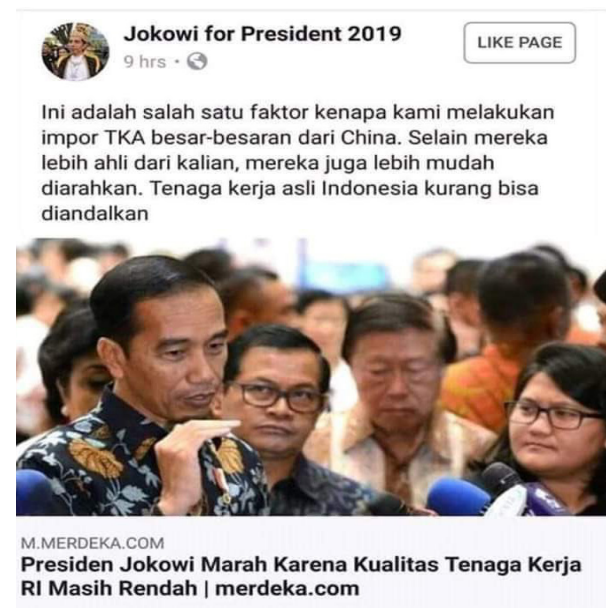 Jokowi for President 2019
LIKE PAGE
9 hrs ·
Ini adalah salah satu faktor kenapa kami melakukan
impor TKA besar-besaran dari China. Selain mereka
lebih ahli dari kalian, mereka juga lebih mudah
diarahkan. Tenaga kerja asli Indonesia kurang bisa
diandalkan
M.MERDEKA.COM
Presiden Jokowi Marah Karena Kualitas Tenaga Kerja
RI Masih Rendah | merdeka.com